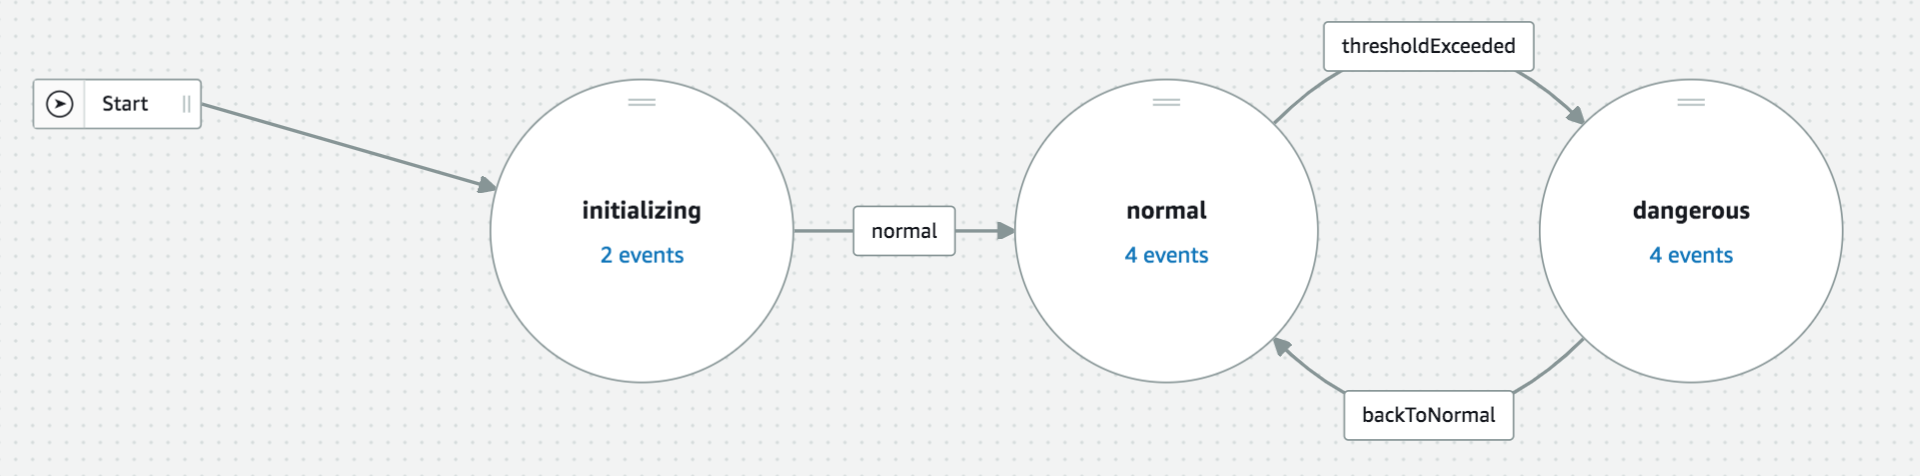 Start
initializing
2 events
normal
normal
4 events
thresholdExceeded
backToNormal
dangerous
4 events